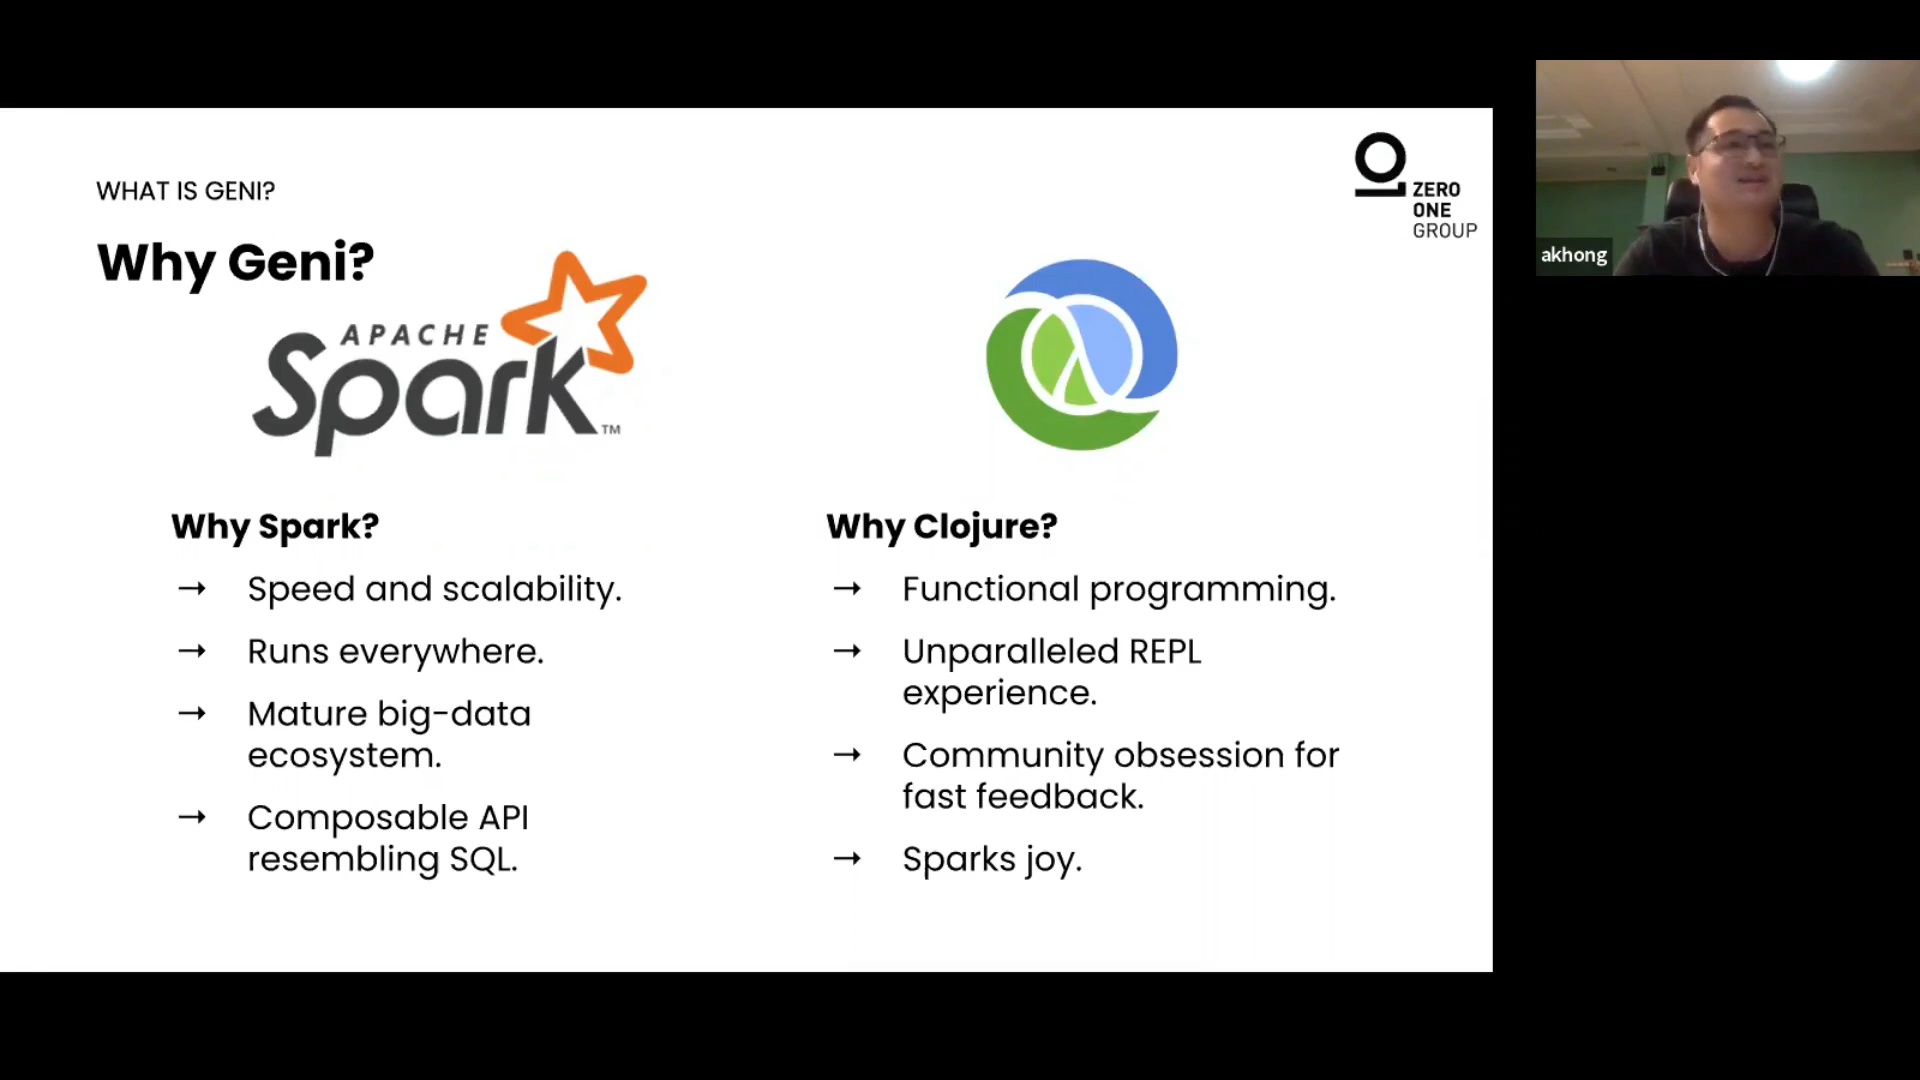 WHAT IS GENI?
Why Geni?
APACHE
Spark™
ZERO
ONE
GROUP
akhong
Why Spark?
→ Speed and scalability.
→ Runs everywhere.
→ Mature big-data
ecosystem.
→ Composable API
resembling SQL.
Why Clojure?
→ Functional programming.
→ Unparalleled REPL
experience.
→ Community obsession for
fast feedback.
→ Sparks joy.